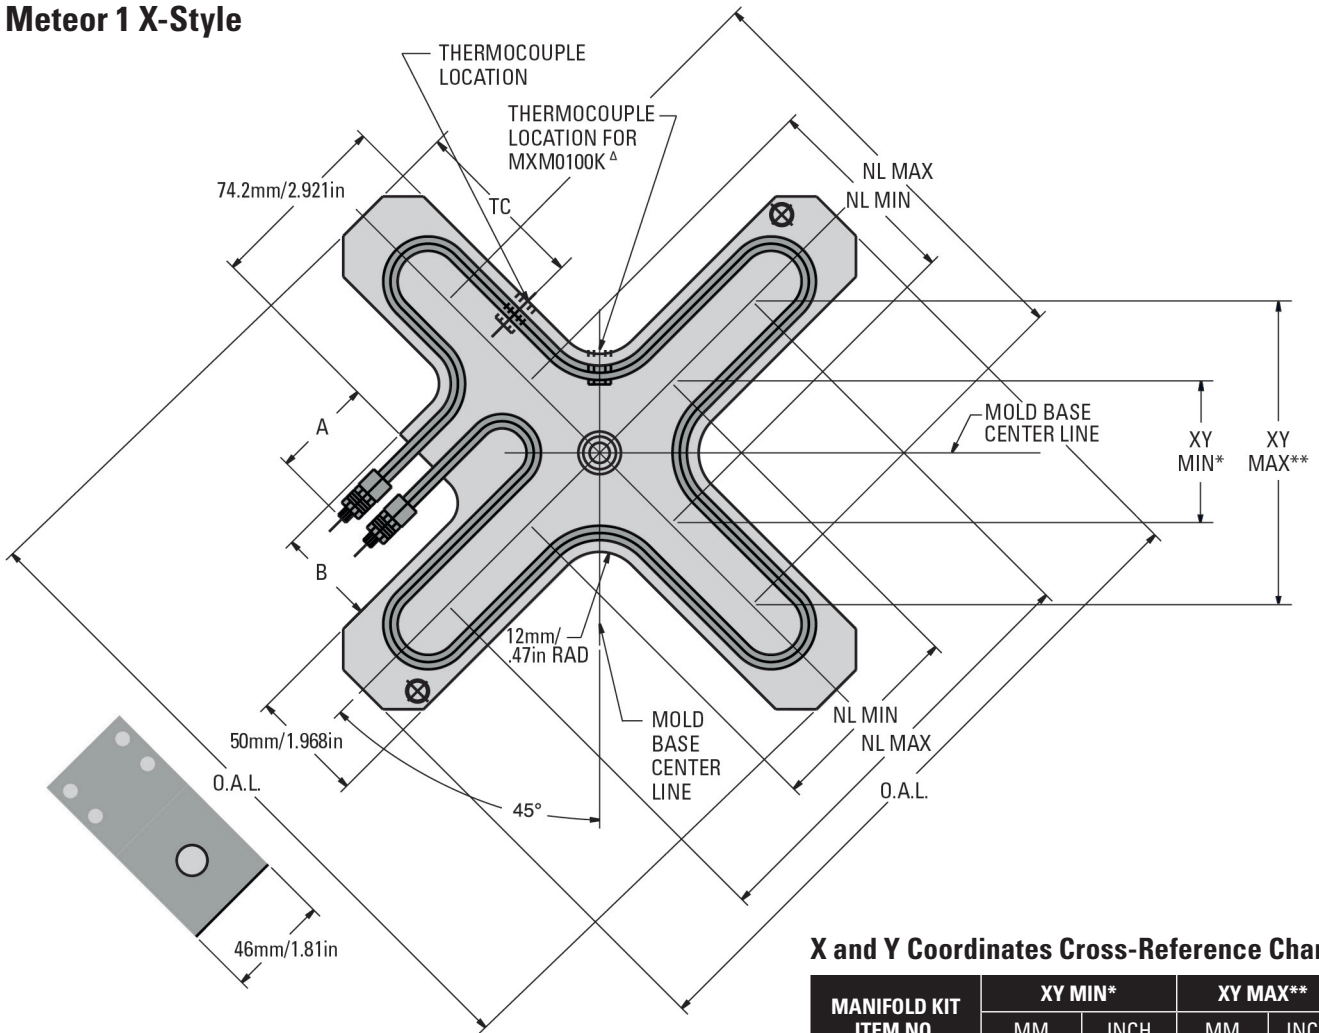 Meteor 1 X-Style
THERMOCOUPLE
LOCATION
THERMOCOUPLE
LOCATION FOR
MXM0100K Δ
74.2mm/2.921in
TC
NL MAX
NL MIN
A
MOLD BASE
CENTER LINE
XY
MIN*
XY
MAX**
B
12mm/
.47in RAD
MOLD
BASE
CENTER
LINE
NL MIN
NL MAX
50mm/1.968in
O.A.L.
O.A.L.
45°
46mm/1.81in
X and Y Coordinates Cross-Reference Char
MANIFOLD KIT
ITEM NO.
XY MIN*
XY MAX**
MM
INCH
MM
INC